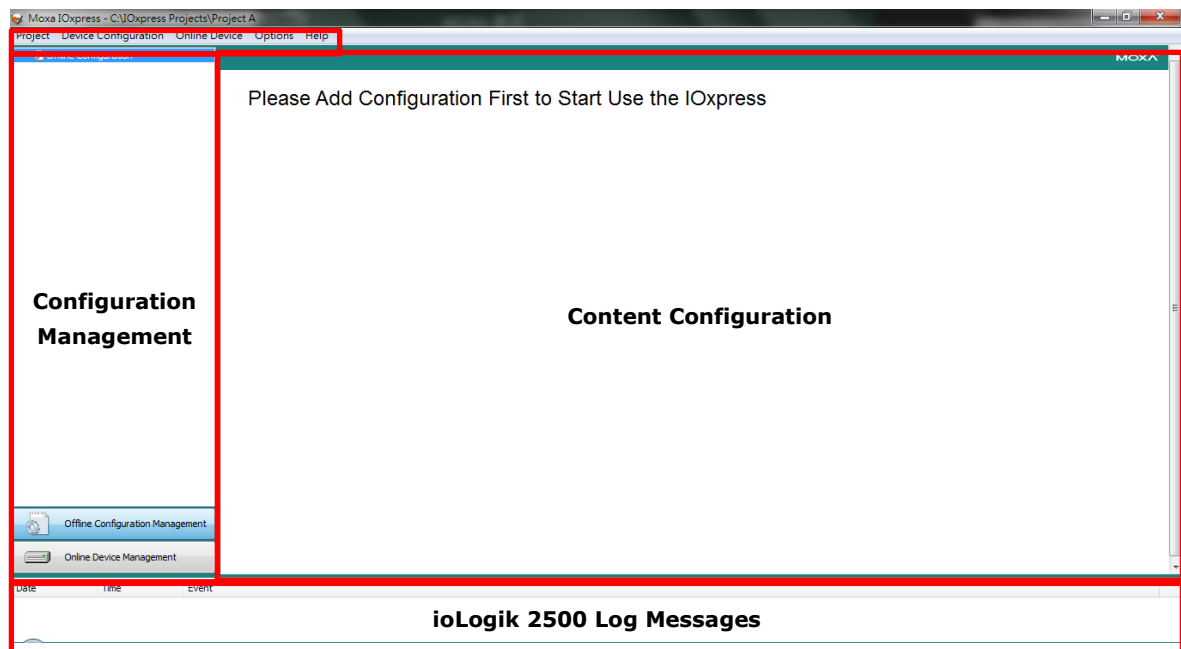 Moxa IOxpress - C:\IOxpress Projects\Project A
Project Device Configuration Online Device Options Help
Offline Configuration
MOXA
Please Add Configuration First to Start Use the IOxpress
Configuration
Management
Content Configuration
Offline Configuration Management
Online Device Management
Date Time Event
ioLogik 2500 Log Messages